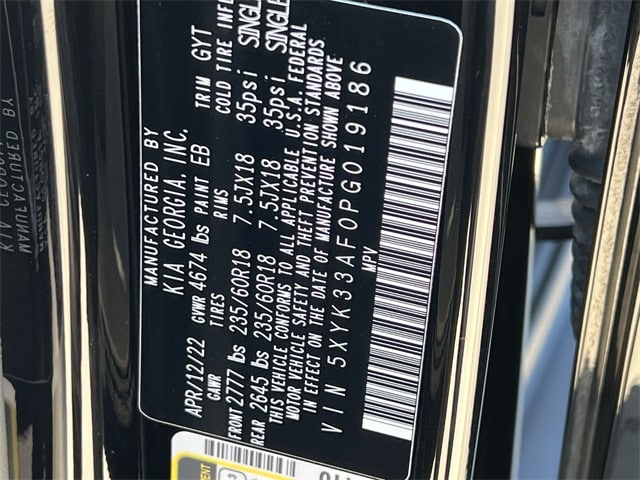 MANUFACTURED BY
KIA GEORGIA, INC.
APR/12/22 GVWR 4674 lbs PAINT EB TRIM GYT
GAWR TIRES RIMS COLD TIRE
FRONT 2777 lbs 235/60R18 7.5JX18 35psi SINGL
REAR 2645 lbs 235/60R18 7.5JX18 35psi SINGL
THIS VEHICLE CONFORMS TO ALL APPLICABLE U.S.A. FEDERAL
MOTOR VEHICLE SAFETY AND THEFT PREVENTION STANDARDS
IN EFFECT ON THE DATE OF MANUFACTURE SHOWN ABOVE
VIN 5XYK33AF0PG019186
MPV